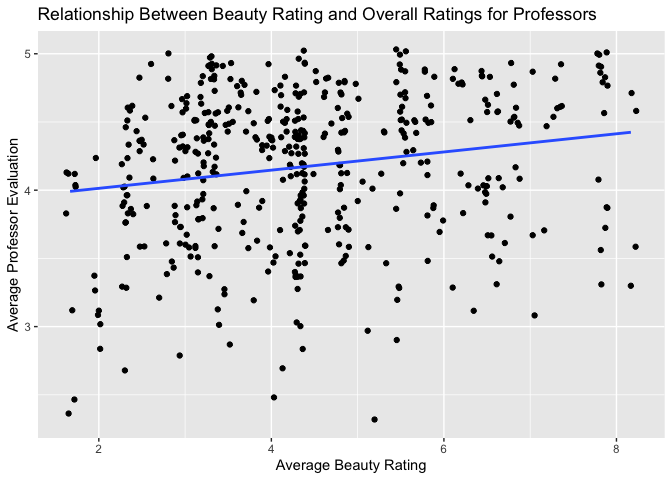 Relationship Between Beauty Rating and Overall Ratings for Professors
Average Professor Evaluation
5
4
3
2 4 6 8
Average Beauty Rating